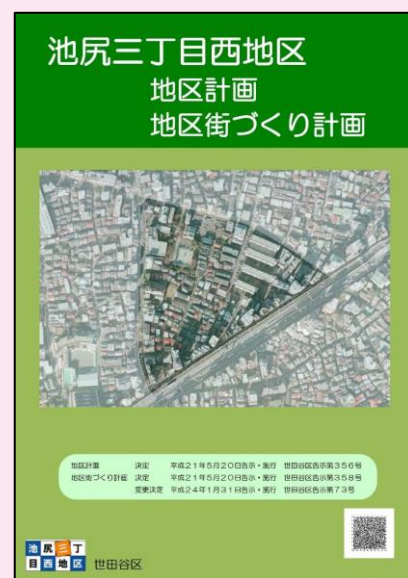 池尻三丁目西地区
地区計画
地区街づくり計画
地区計画 決定 平成21年5月20日告示・施行 世田谷区告示第356号
地区街づくり計画 決定 平成21年5月20日告示・施行 世田谷区告示第358号
変更決定 平成24年1月31日告示・施行 世田谷区告示第73号
池尻三丁
目西地区
世田谷区